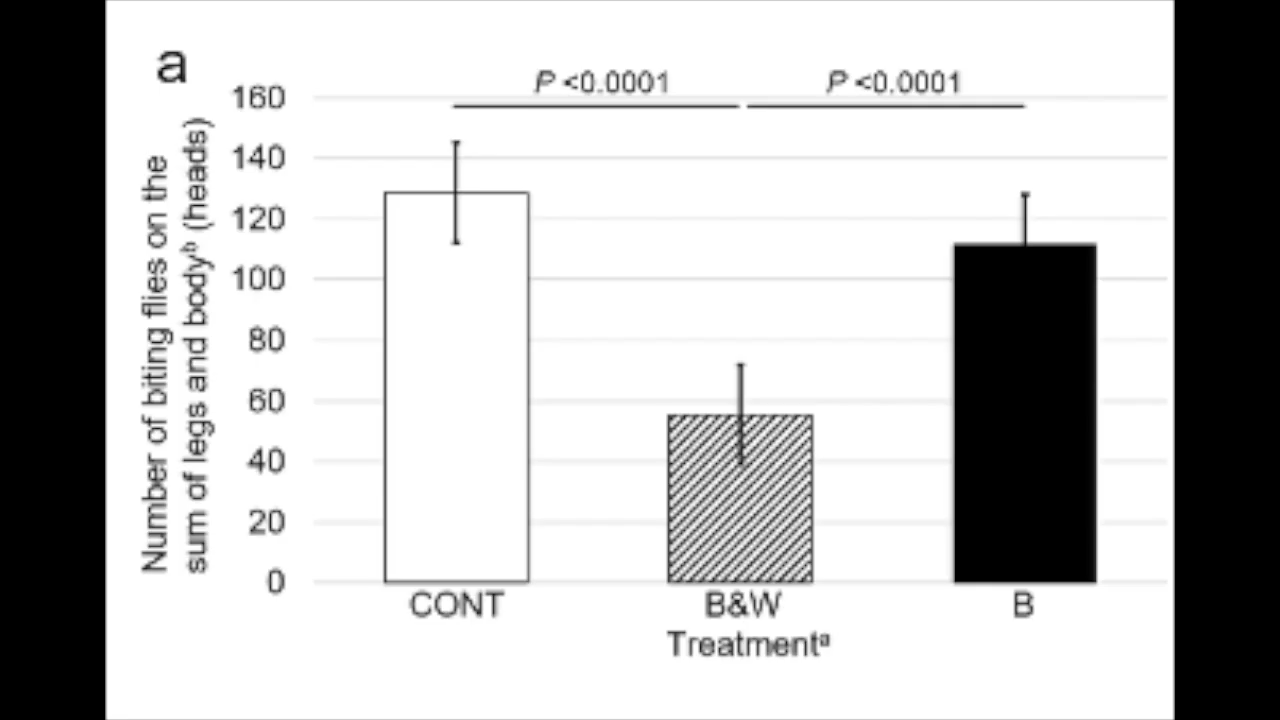 a
P <0.0001 P <0.0001
160
140
120
100
80
60
40
20
0
Number of biting flies on the
sum of legs and bodyᵇ (heads)
CONT B&W B
Treatmentᵃ